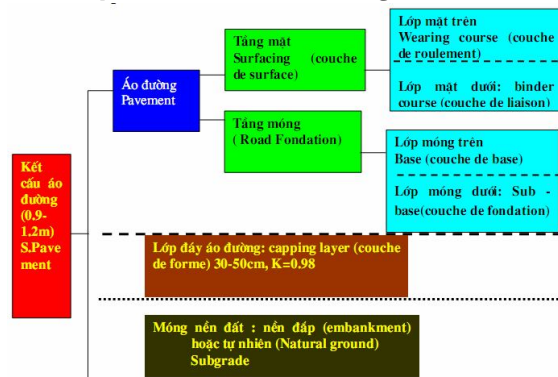 Kết
cấu áo
đường
(0.9-
1.2m)
S.Pave
ment
Áo đường
Pavement
Tầng mặt
Surfacing (couche
de surface)
Tầng móng
( Road Fondation)
Lớp mặt trên
Wearing course (couche
de roulement)
Lớp mặt dưới: binder
course (couche de liaison)
Lớp móng trên
Base (couche de base)
Lớp móng dưới: Sub -
base(couche de fondation)
Lớp đáy áo đường: capping layer (couche
de forme) 30-50cm, K=0.98
Móng nền đất : nền đắp (embankment)
hoặc tự nhiên (Natural ground)
Subgrade